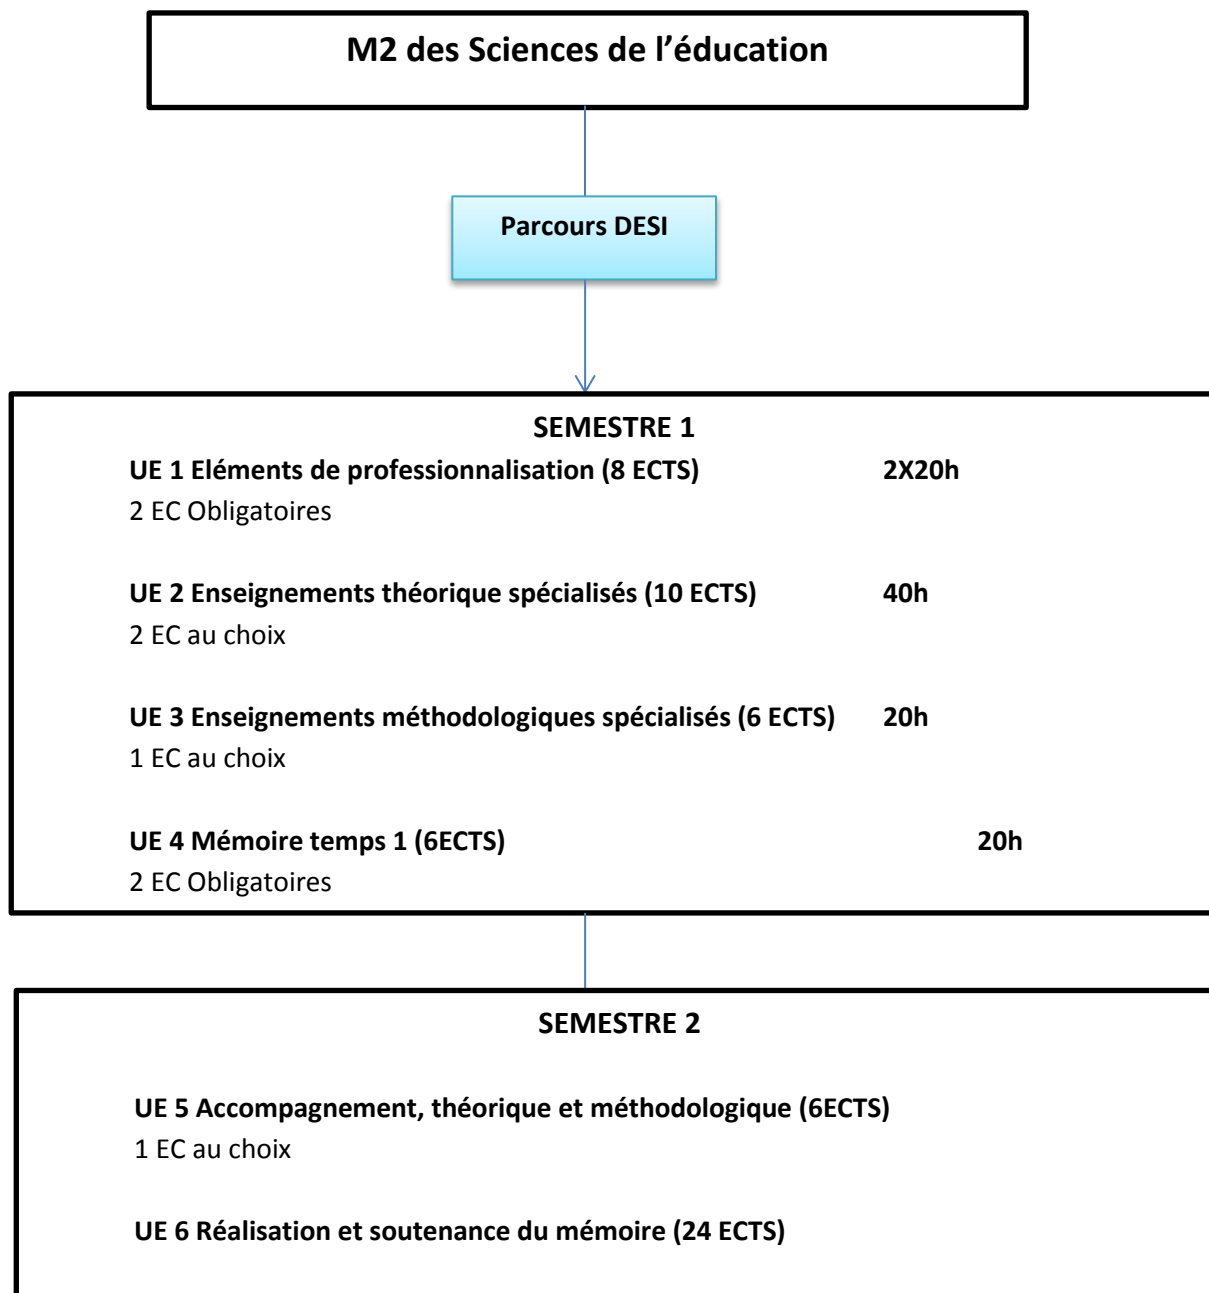 M2 des Sciences de l’éducation
Parcours DESI
SEMESTRE 1
UE 1 Eléments de professionnalisation (8 ECTS) 2X20h
2 EC Obligatoires
UE 2 Enseignements théorique spécialisés (10 ECTS) 40h
2 EC au choix
UE 3 Enseignements méthodologiques spécialisés (6 ECTS) 20h
1 EC au choix
UE 4 Mémoire temps 1 (6ECTS) 20h
2 EC Obligatoires
SEMESTRE 2
UE 5 Accompagnement, théorique et méthodologique (6ECTS)
1 EC au choix
UE 6 Réalisation et soutenance du mémoire (24 ECTS)